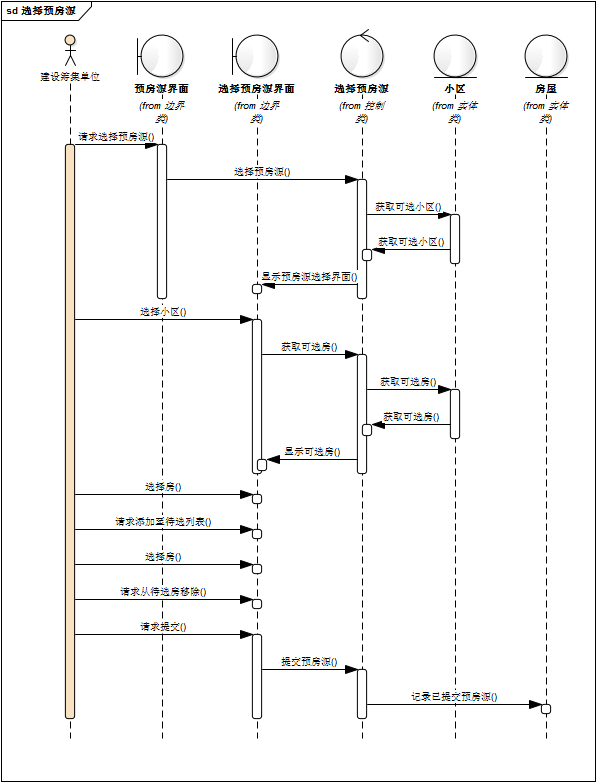 sd 选择预房源
建设筹集单位
预房源界面
(from 边界
类)
选择预房源界面
(from 边界
类)
选择预房源
(from 控制
类)
小区
(from 实体
类)
房屋
(from 实体
类)
请求选择预房源()
选择预房源()
获取可选小区()
获取可选小区()
显示预房源选择界面()
选择小区()
获取可选房()
获取可选房()
获取可选房()
显示可选房()
选择房()
请求添加至待选列表()
选择房()
请求从待选房移除()
请求提交()
提交预房源()
记录已提交预房源()